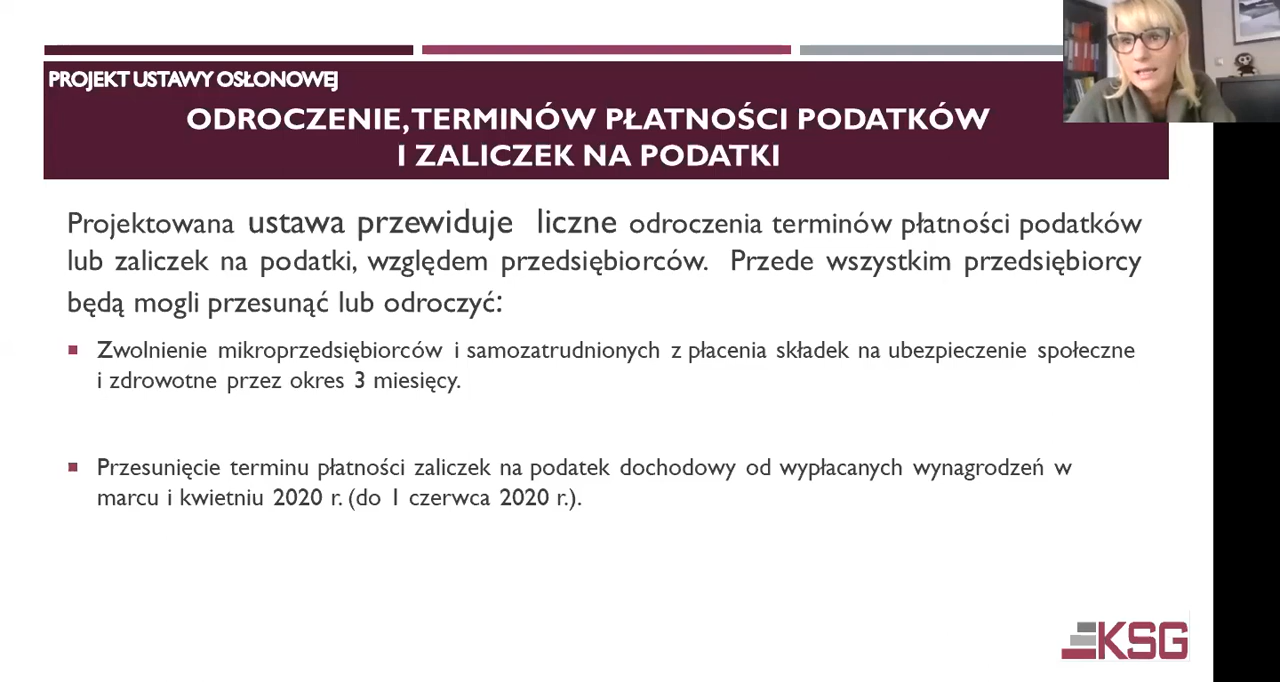 PROJEKT USTAWY OSŁONOWEJ
ODROCZENIE, TERMINÓW PŁATNOŚCI PODATKÓW
I ZALICZEK NA PODATKI
Projektowana ustawa przewiduje liczne odroczenia terminów płatności podatków
lub zaliczek na podatki, względem przedsiębiorców. Przede wszystkim przedsiębiorcy
będą mogli przesunąć lub odroczyć:
Zwolnienie mikroprzedsiębiorców i samozatrudnionych z płacenia składek na ubezpieczenie społeczne
i zdrowotne przez okres 3 miesięcy.
Przesunięcie terminu płatności zaliczek na podatek dochodowy od wypłacanych wynagrodzeń w
marcu i kwietniu 2020 r. (do 1 czerwca 2020 r.).
KSG